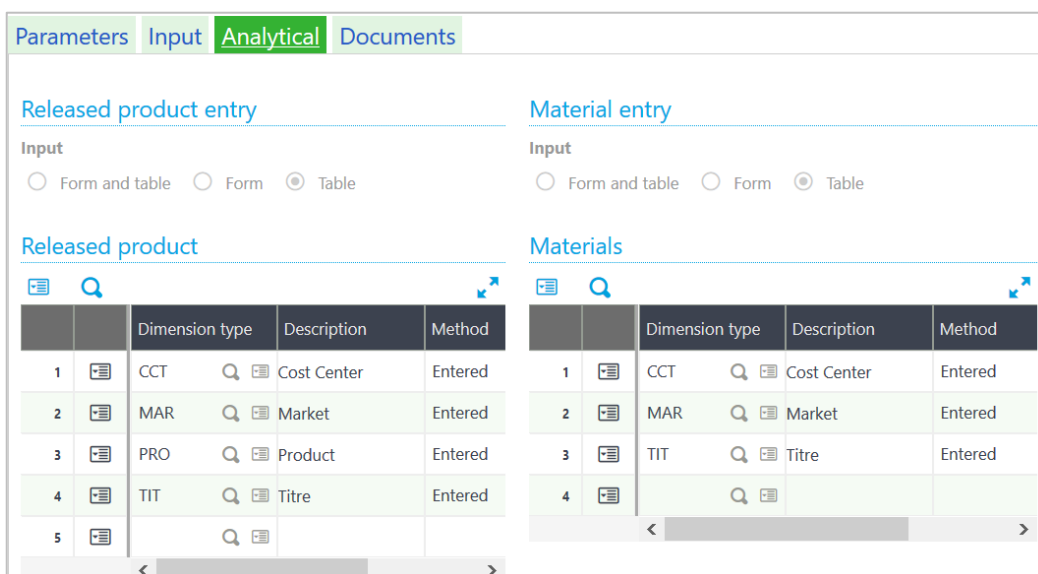 Parameters Input Analytical Documents
Released product entry
Input
Form and table Form Table
Released product
Dimension type Description Method
1 CCT Cost Center Entered
2 MAR Market Entered
3 PRO Product Entered
4 TIT Titre Entered
5
Material entry
Input
Form and table Form Table
Materials
Dimension type Description Method
1 CCT Cost Center Entered
2 MAR Market Entered
3 TIT Titre Entered
4